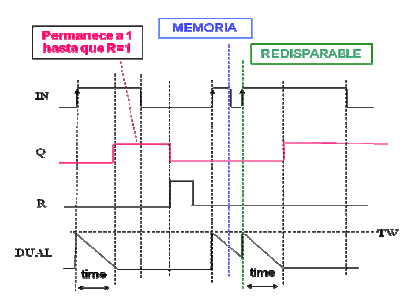 MEMORIA
Permanece a 1
hasta que R=1
REDISPARABLE
IN
Q
R
TW
DUAL
time
time